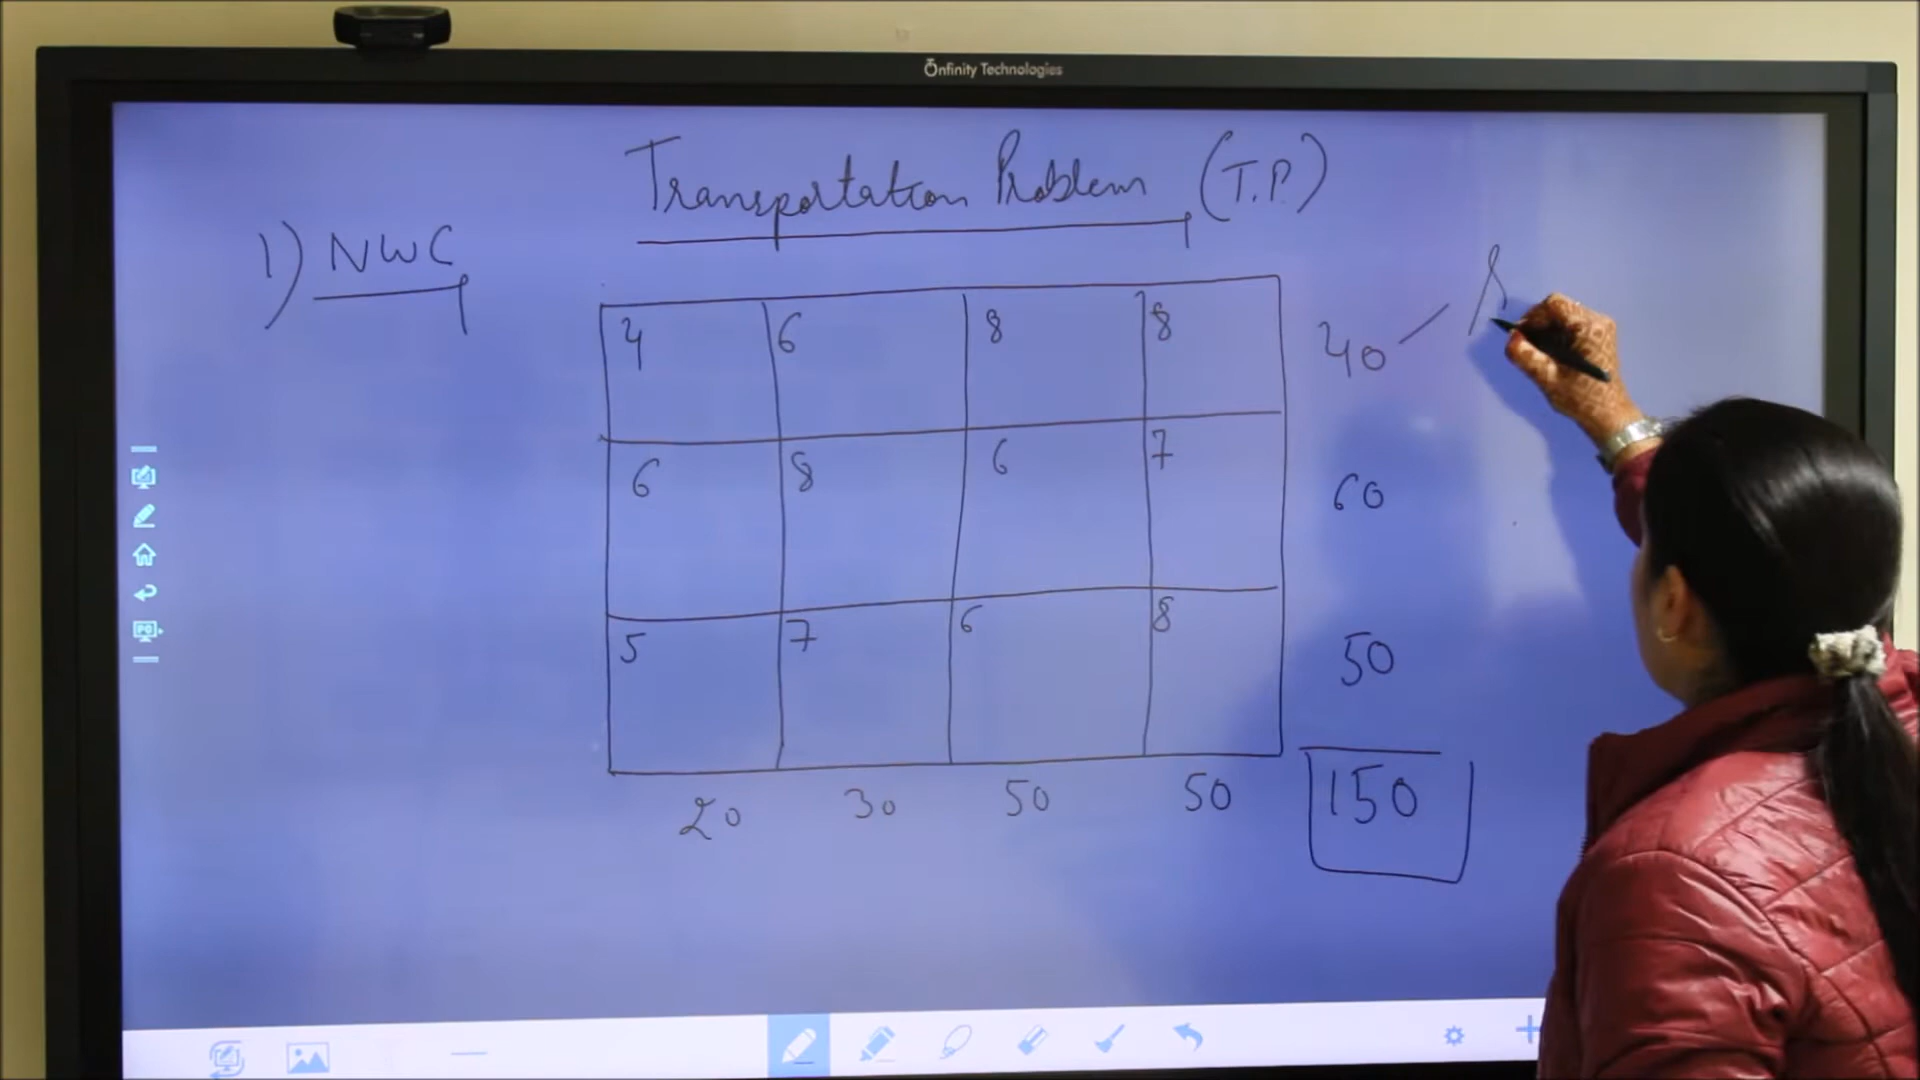 Ōnfinity Technologies
Transportation Problem (T.P.)
1) NWC
4 6 8 8 40
6 8 6 7 60
5 7 6 8 50
20 30 50 50 150